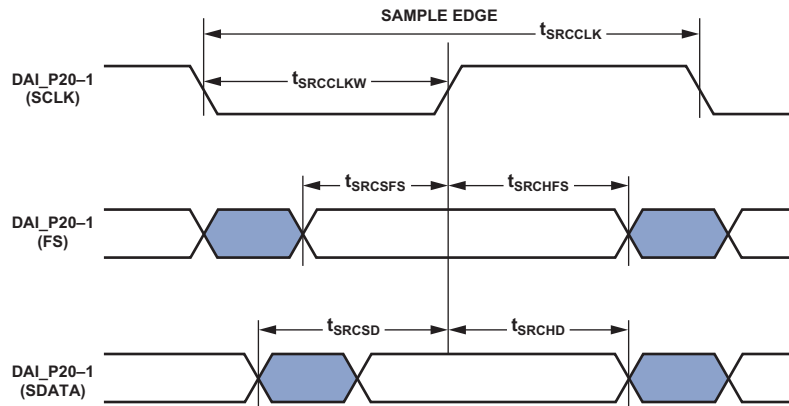 SAMPLE EDGE
tSRCCLK
DAI_P20–1
(SCLK)
tSRCCLKW
DAI_P20–1
(FS)
tSRCSFS
tSRCHFS
DAI_P20–1
(SDATA)
tSRCSD
tSRCHD